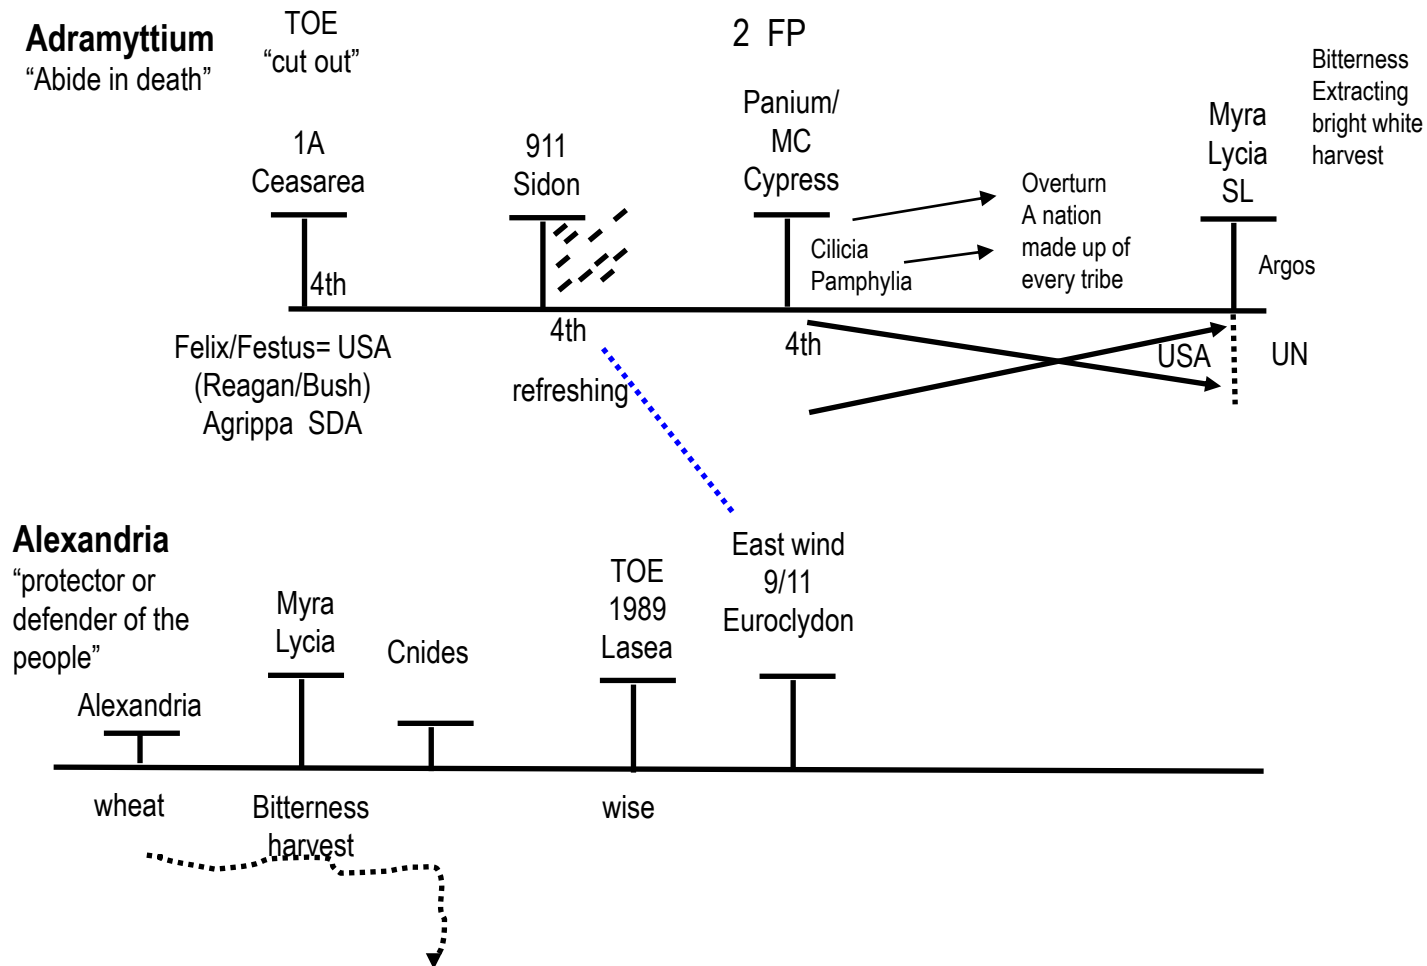 Adramyttium
“Abide in death”
TOE
“cut out”
2 FP
Bitterness
Extracting
bright white
harvest
1A
Ceasarea
911
Sidon
Panium/
MC
Cypress
Myra
Lycia
SL
Overturn
A nation
made up of
every tribe
Cilicia
Pamphylia
Argos
4th
4th
4th
Felix/Festus= USA
(Reagan/Bush)
Agrippa SDA
refreshing
USA
UN
Alexandria
“protector or
defender of the
people”
Alexandria
Myra
Lycia
Cnides
TOE
1989
Lasea
East wind
9/11
Euroclydon
wheat
Bitterness
harvest
wise